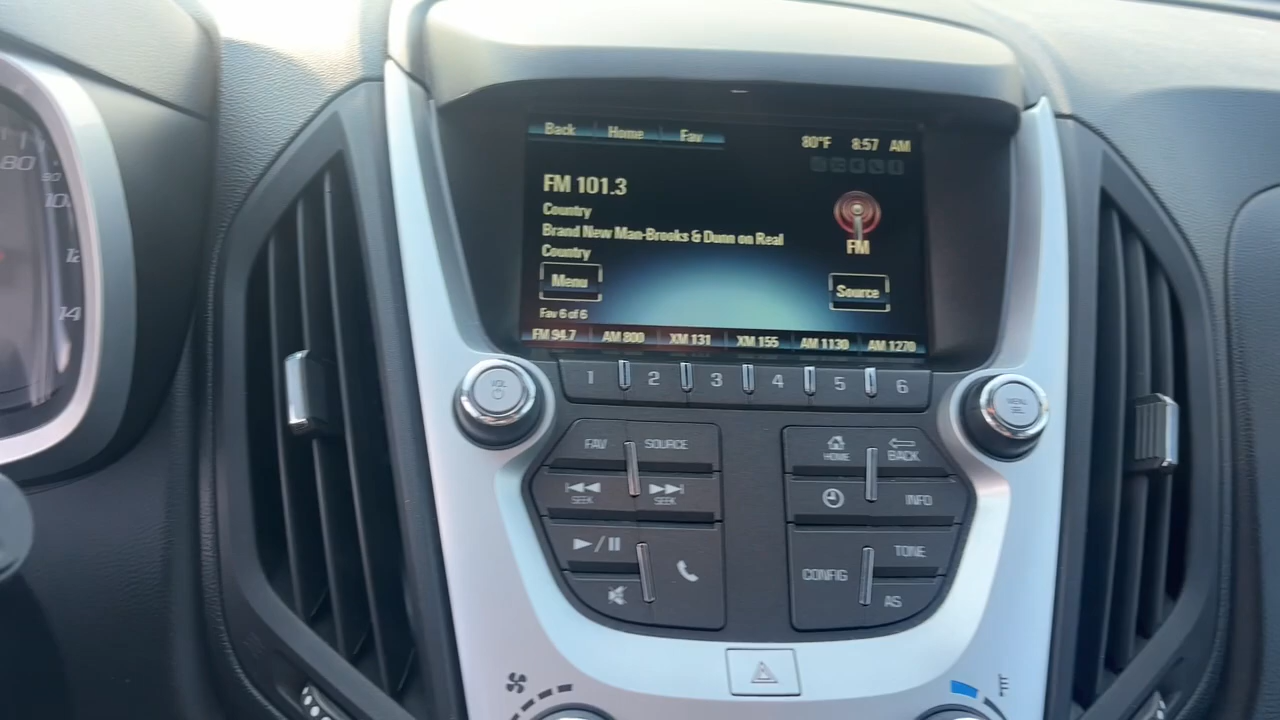 Back Home Fav 80°F 8:57 AM
FM 101.3
Country
Brand New Man-Brooks & Dunn on Real
Country
FM
Menu
Source
Fav 6 of 6
FM 94.7 AM 800 XM 131 XM 155 AM 1130 AM 1270
1 2 3 4 5 6
VOL
MENU
SEL
FAV SOURCE
HOME BACK
SEEK SEEK
INFO
TONE
CONFIG
AS
80
14